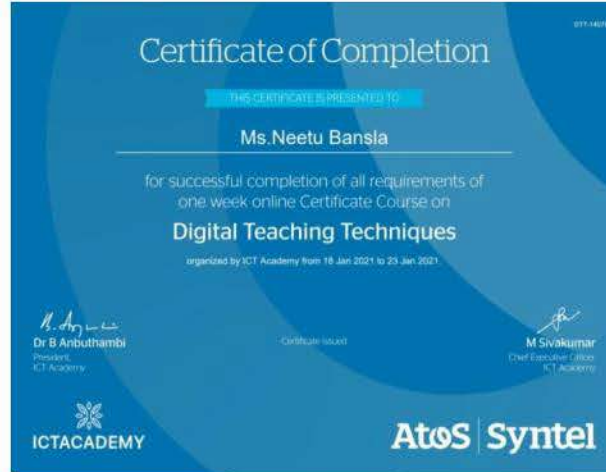 Certificate of Completion
THIS CERTIFICATE IS PRESENTED TO
Ms.Neetu Bansla
for successful completion of all requirements of
one week online Certificate Course on
Digital Teaching Techniques
organized by ICT Academy from 18 Jan 2021 to 23 Jan 2021
Dr B Anbuthambi
President,
ICT Academy
Certificate issued
M Sivakumar
Chief Executive Officer
ICT Academy
ICTACADEMY
Atos Syntel